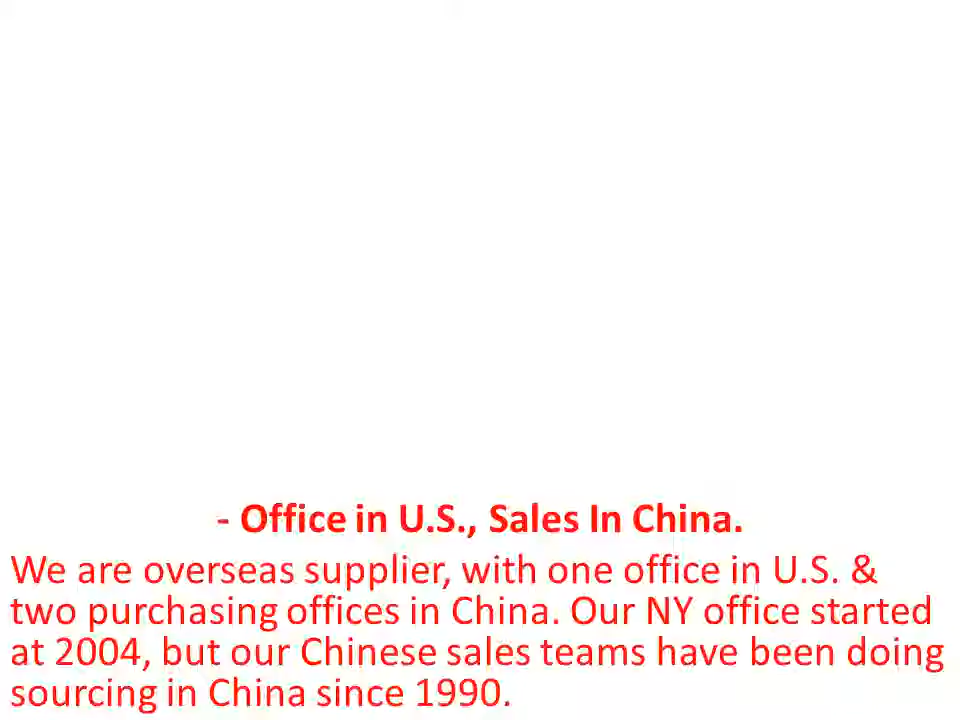 - Office in U.S., Sales In China.
We are overseas supplier, with one office in U.S. &
two purchasing offices in China. Our NY office started
at 2004, but our Chinese sales teams have been doing
sourcing in China since 1990.